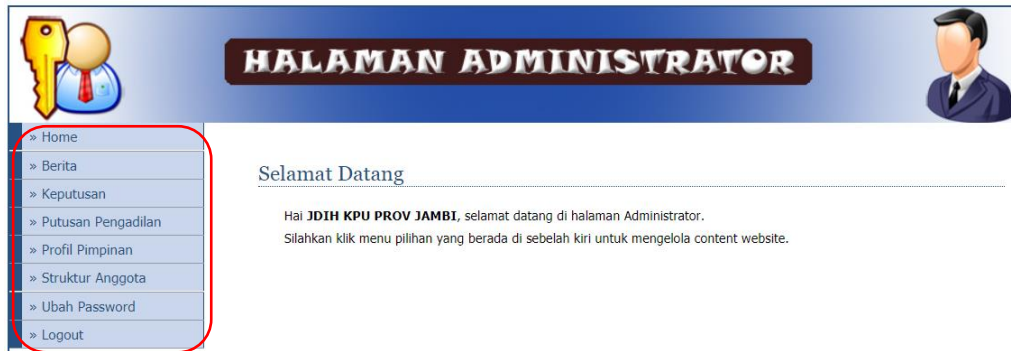 HALAMAN ADMINISTRATOR
» Home
» Berita
» Keputusan
» Putusan Pengadilan
» Profil Pimpinan
» Struktur Anggota
» Ubah Password
» Logout
Selamat Datang
Hai JDIH KPU PROV JAMBI, selamat datang di halaman Administrator.
Silahkan klik menu pilihan yang berada di sebelah kiri untuk mengelola content website.